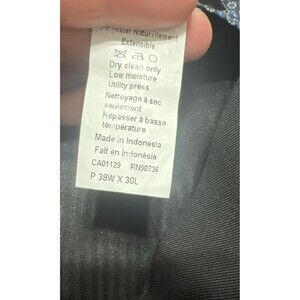 Polyester Naturellement
Extensible
Dry clean only
Low moisture
Utility press
Nettoyage à sec
seulement
Repasser à basse
température
Made in Indonesia
Fait en Indonésie
CA01129 RN90736
P 38W X 30L